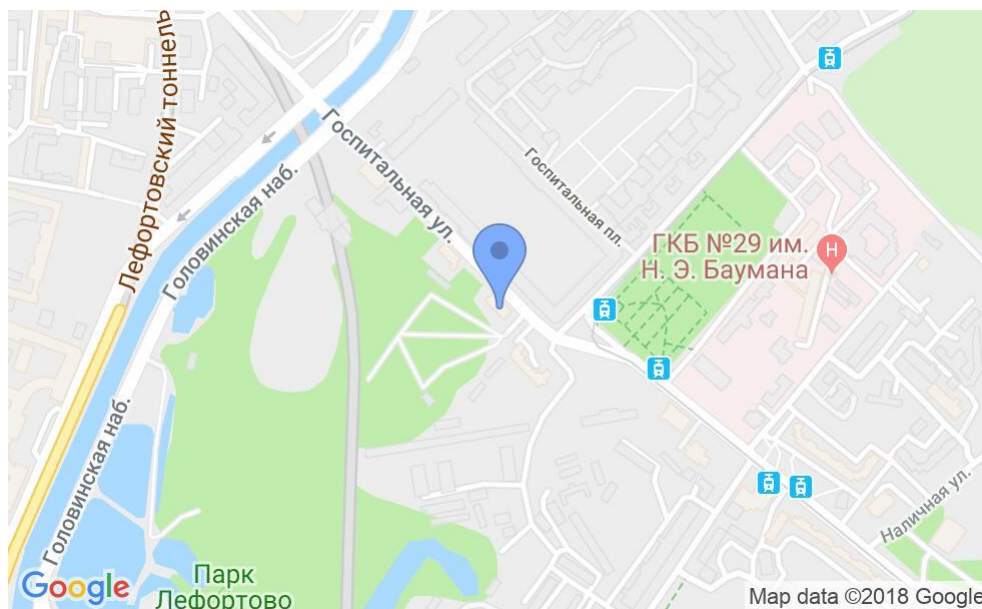 Лефортовский тоннель
Головинская наб.
Госпитальная ул.
Госпитальная пл.
ГКБ №29 им.
Н. Э. Баумана
H
Головинская наб.
Наличная ул.
Парк
Лефортово
Google
Map data ©2018 Google